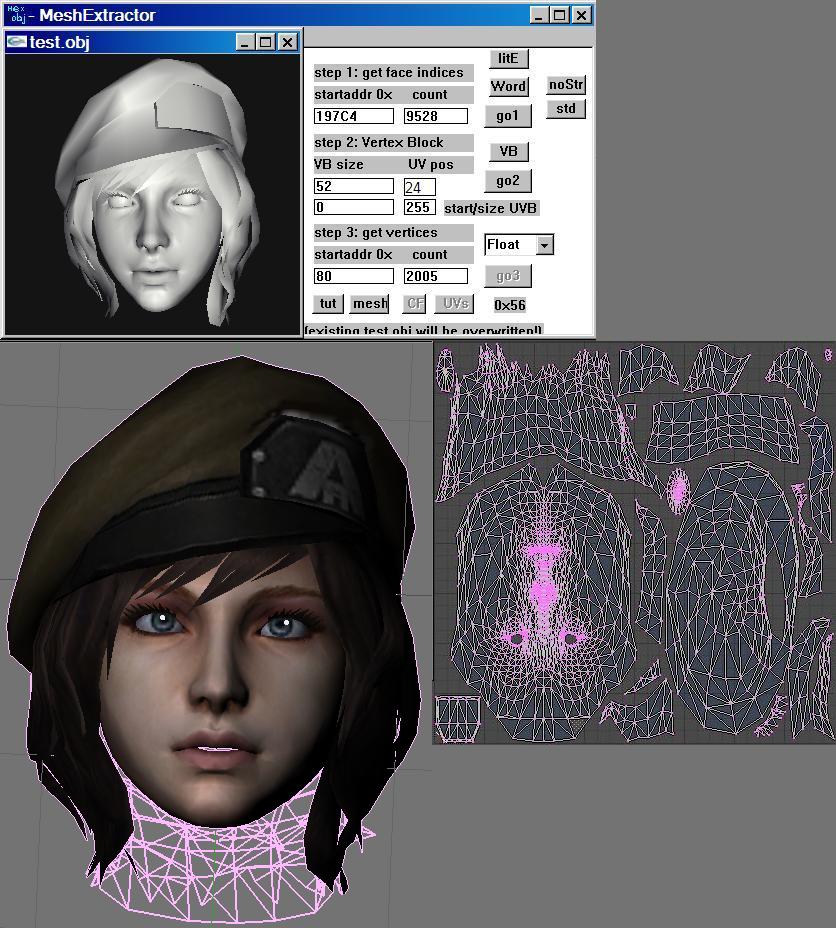 Hex
obj - MeshExtractor
test.obj
step 1: get face indices
startaddr 0x count
197C4 9528
step 2: Vertex Block
VB size UV pos
52 24
0 255 start/size UVB
step 3: get vertices
startaddr 0x count
80 2005
tut mesh CF UVs 0x56
(existing test.obj will be overwritten!)
litE
Word noStr
go1 std
VB
go2
Float
go3
A